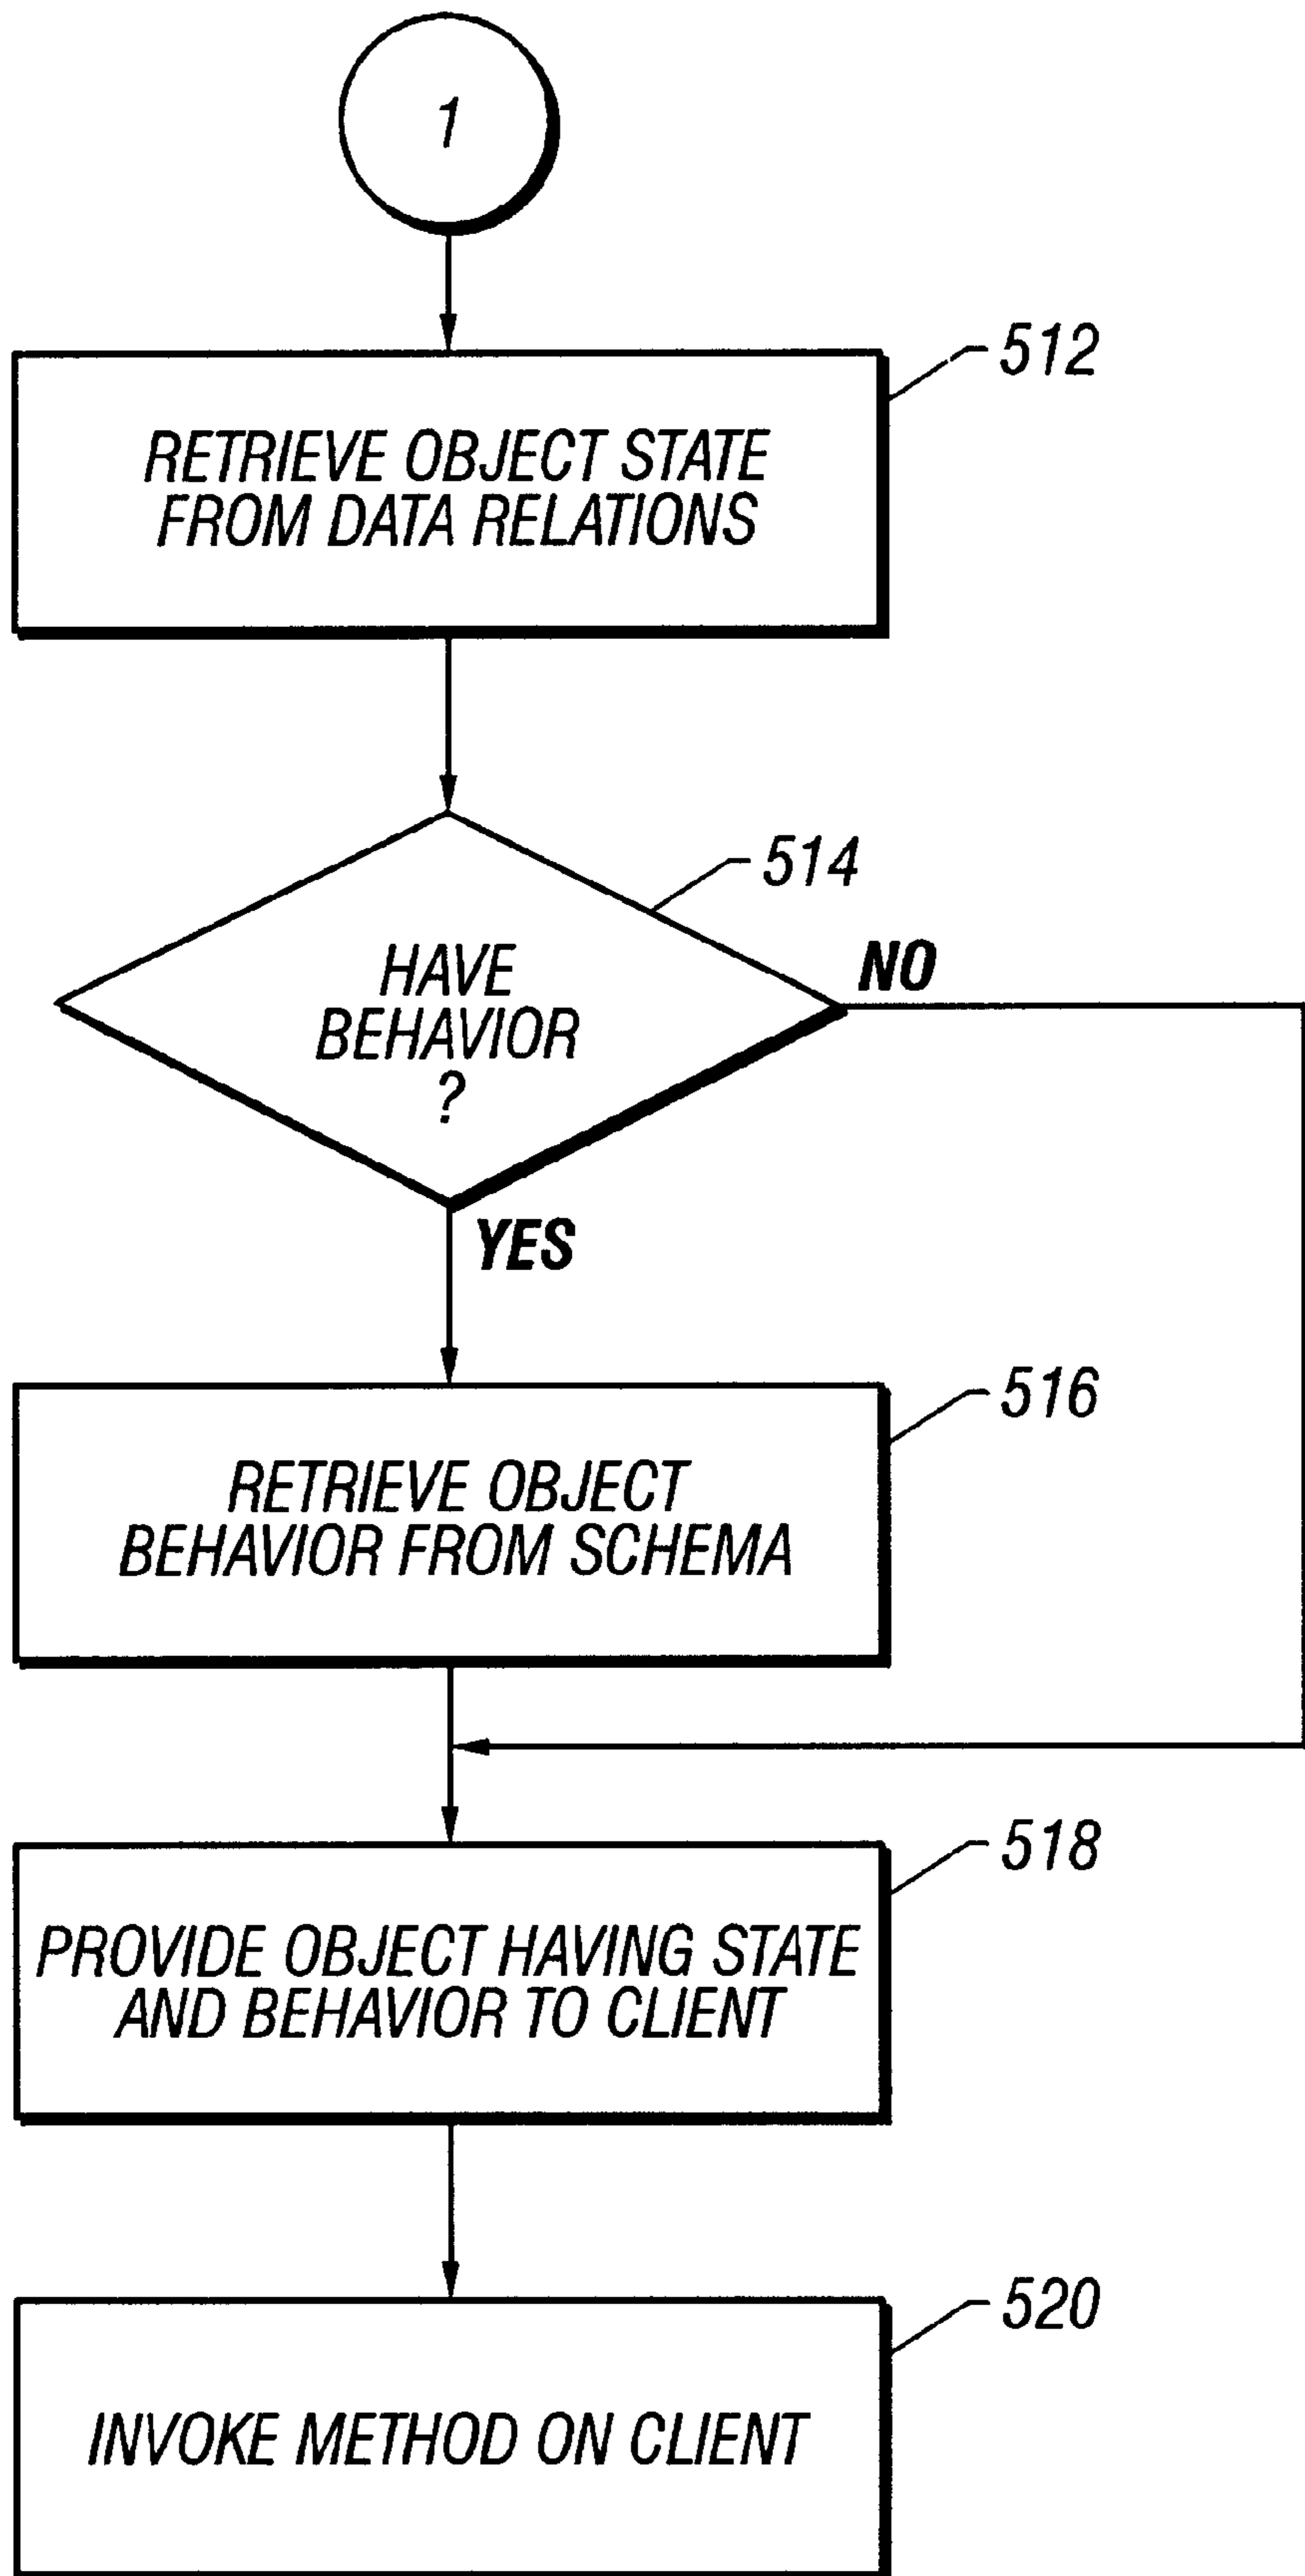 1
512
RETRIEVE OBJECT STATE
FROM DATA RELATIONS
514
HAVE
BEHAVIOR
?
NO
YES
516
RETRIEVE OBJECT
BEHAVIOR FROM SCHEMA
518
PROVIDE OBJECT HAVING STATE
AND BEHAVIOR TO CLIENT
520
INVOKE METHOD ON CLIENT